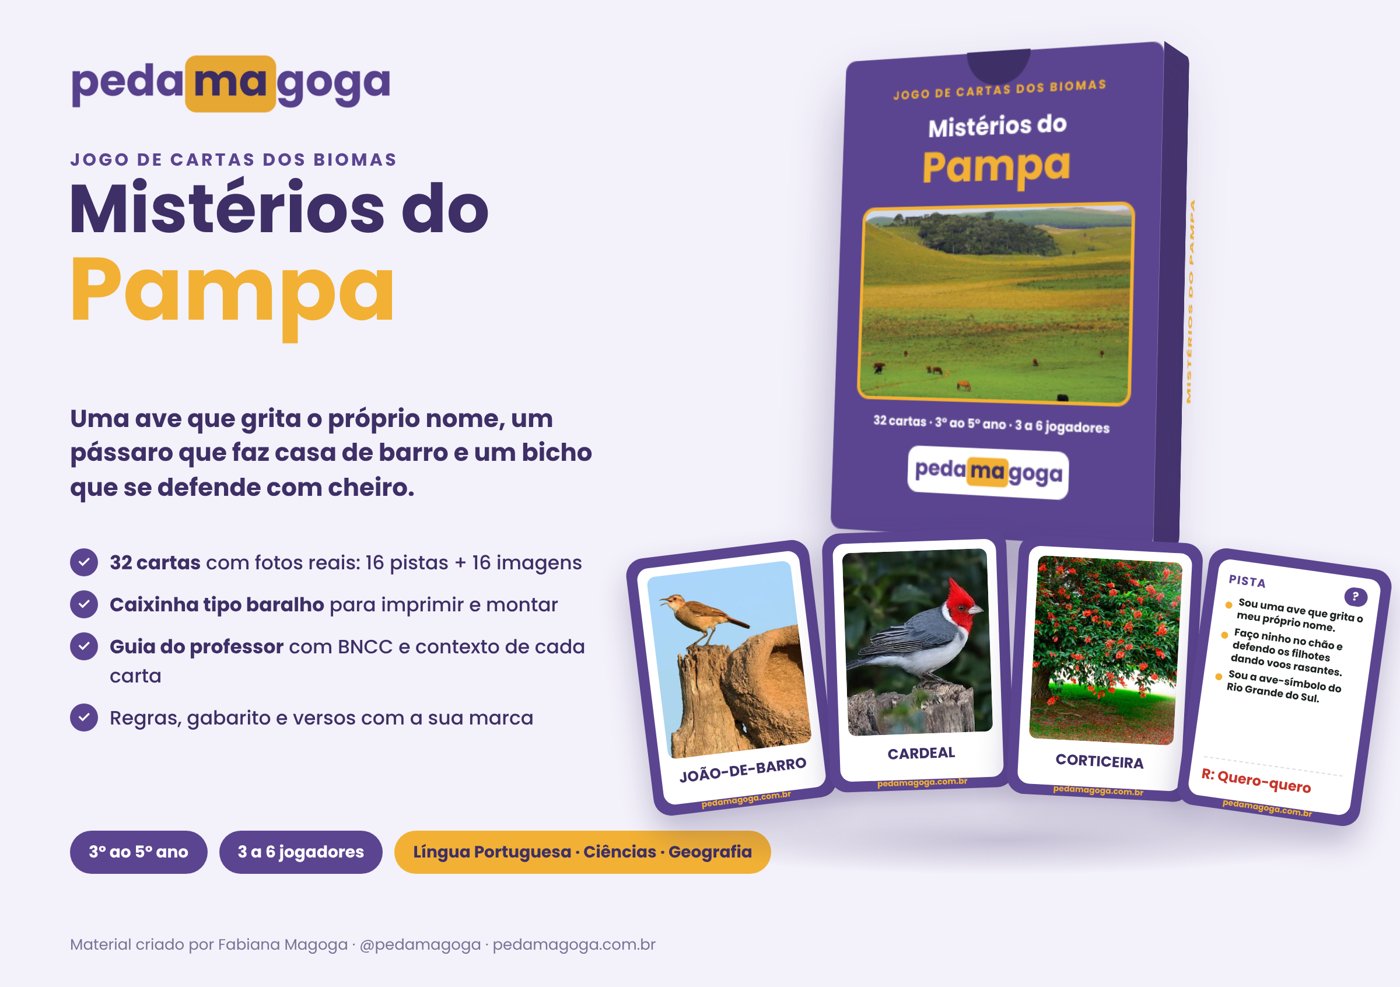 pedamagoga
JOGO DE CARTAS DOS BIOMAS
Mistérios do
Pampa
Uma ave que grita o próprio nome, um
pássaro que faz casa de barro e um bicho
que se defende com cheiro.
32 cartas com fotos reais: 16 pistas + 16 imagens
Caixinha tipo baralho para imprimir e montar
Guia do professor com BNCC e contexto de cada
carta
Regras, gabarito e versos com a sua marca
3º ao 5º ano
3 a 6 jogadores
Língua Portuguesa · Ciências · Geografia
Material criado por Fabiana Magoga · @pedamagoga · pedamagoga.com.br
JOGO DE CARTAS DOS BIOMAS
Mistérios do
Pampa
32 cartas · 3º ao 5º ano · 3 a 6 jogadores
pedamagoga
MISTÉRIOS DO PAMPA
JOÃO-DE-BARRO
pedamagoga.com.br
CARDEAL
pedamagoga.com.br
CORTICEIRA
pedamagoga.com.br
PISTA
?
Sou uma ave que grita o
meu próprio nome.
Faço ninho no chão e
defendo os filhotes
dando voos rasantes.
Sou a ave-símbolo do
Rio Grande do Sul.
R: Quero-quero
pedamagoga.com.br